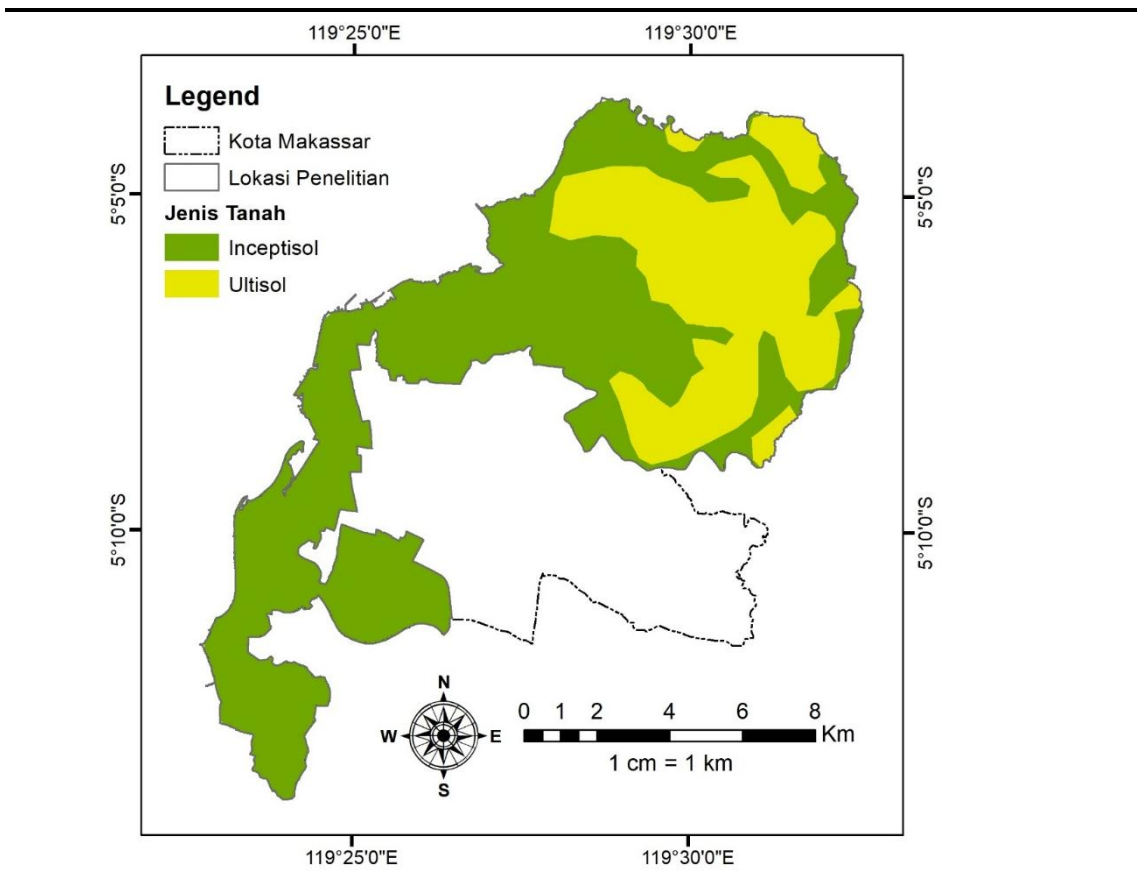 119°25'0"E 119°30'0"E
Legend
Kota Makassar
Lokasi Penelitian
Jenis Tanah
Inceptisol
Ultisol
5°5'0"S 5°5'0"S
5°10'0"S 5°10'0"S
N
W E
S
0 1 2 4 6 8
Km
1 cm = 1 km
119°25'0"E 119°30'0"E